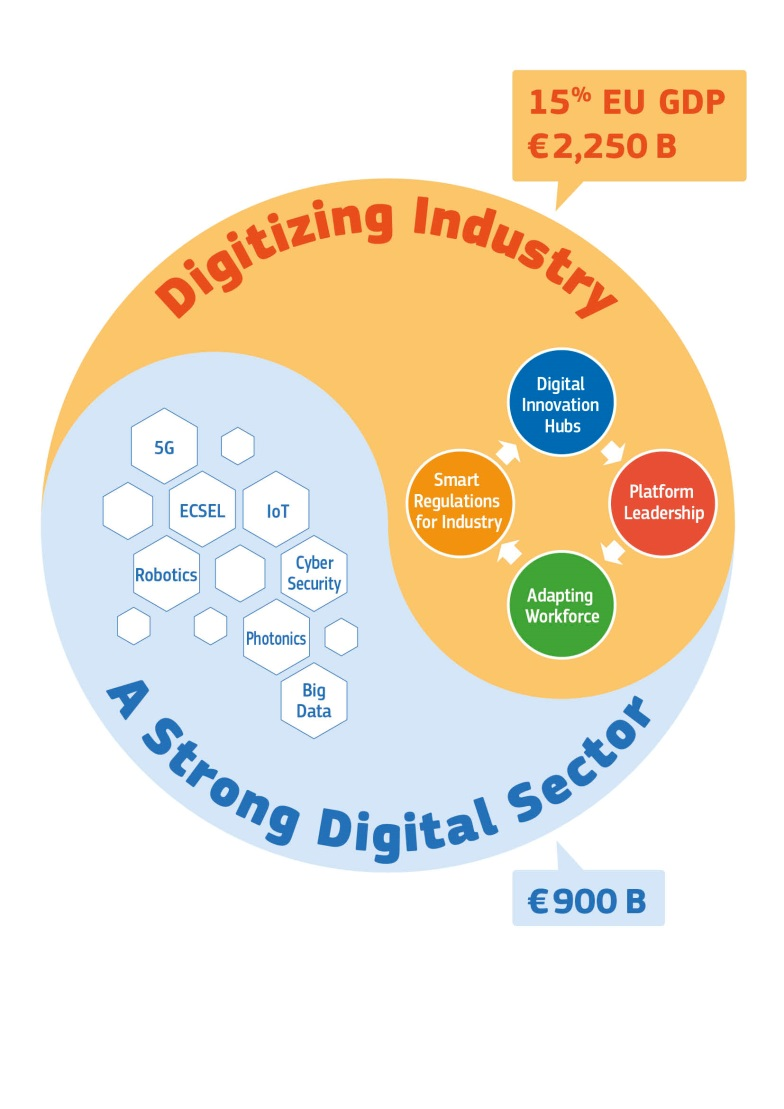 15% EU GDP
€2,250 B
Digitizing Industry
Digital
Innovation
Hubs
Smart
Regulations
for Industry
Platform
Leadership
Adapting
Workforce
5G
ECSEL
IoT
Robotics
Cyber
Security
Photonics
Big
Data
A Strong Digital Sector
€900 B